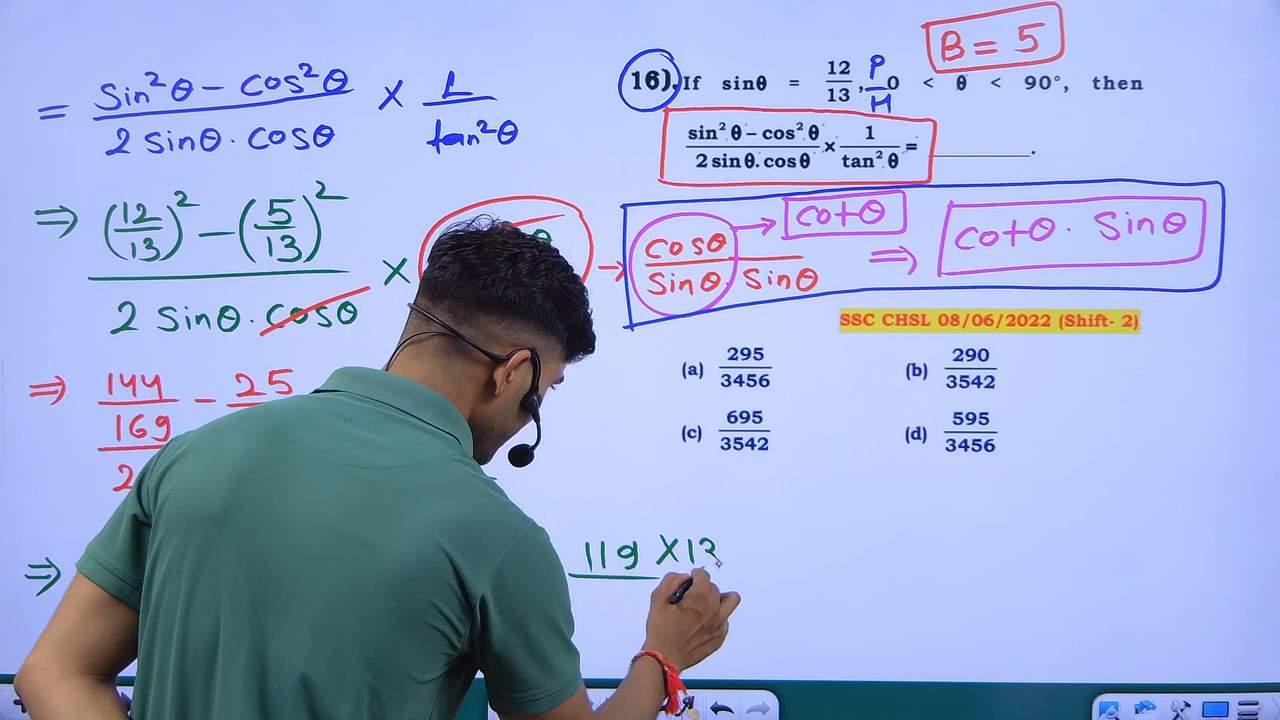 B = 5
16). If sinθ = 12/13, P/H 0 < θ < 90°, then
(sin²θ – cos²θ)/(2 sinθ. cosθ) × 1/(tan²θ) = ________.
= (Sin²θ – Cos²θ)/(2 Sinθ. Cosθ) × 1/(tan²θ)
⇒ ((12/13)² – (5/13)²)/(2 Sinθ. Cosθ) ×
→ Cosθ/(Sinθ. Sinθ) → Cotθ ⇒ Cotθ. Sinθ
SSC CHSL 08/06/2022 (Shift- 2)
⇒ 144/169 – 25
2
(a) 295/3456 (b) 290/3542
(c) 695/3542 (d) 595/3456
⇒ 119 × 13